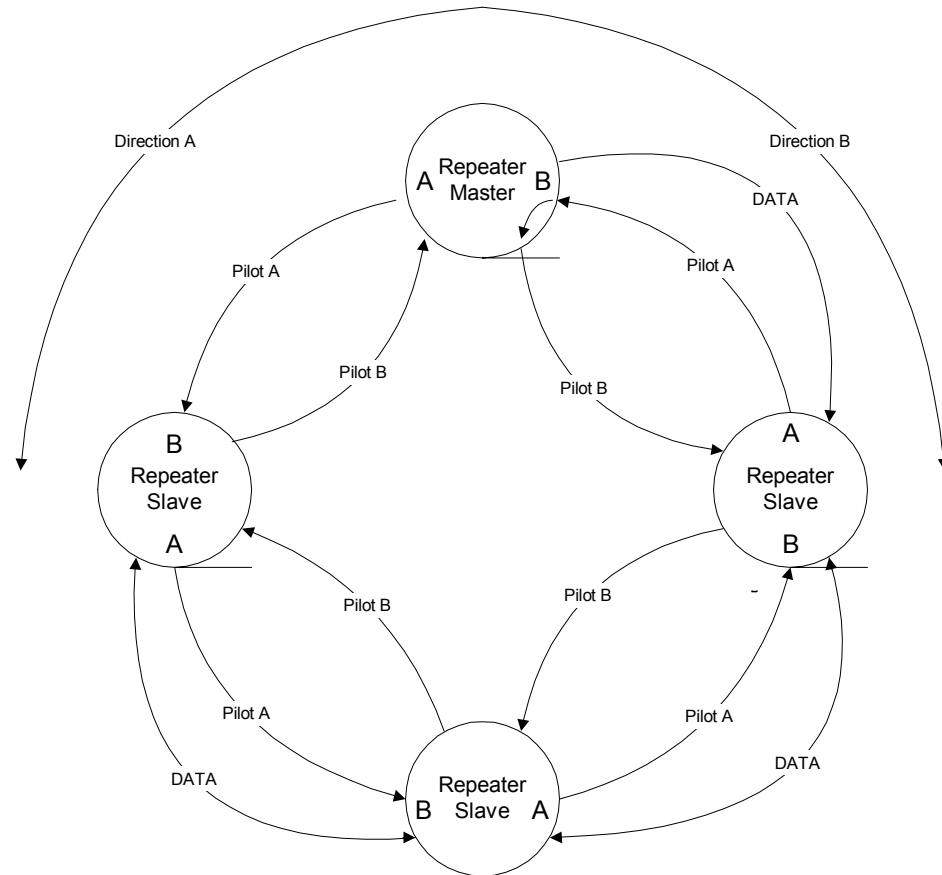 Direction A
Direction B
A
Repeater
Master
B
DATA
Pilot A
Pilot A
Pilot B
Pilot B
B
Repeater
Slave
A
A
Repeater
Slave
B
Pilot B
Pilot B
Pilot A
Pilot A
DATA
DATA
B
Repeater
Slave
A